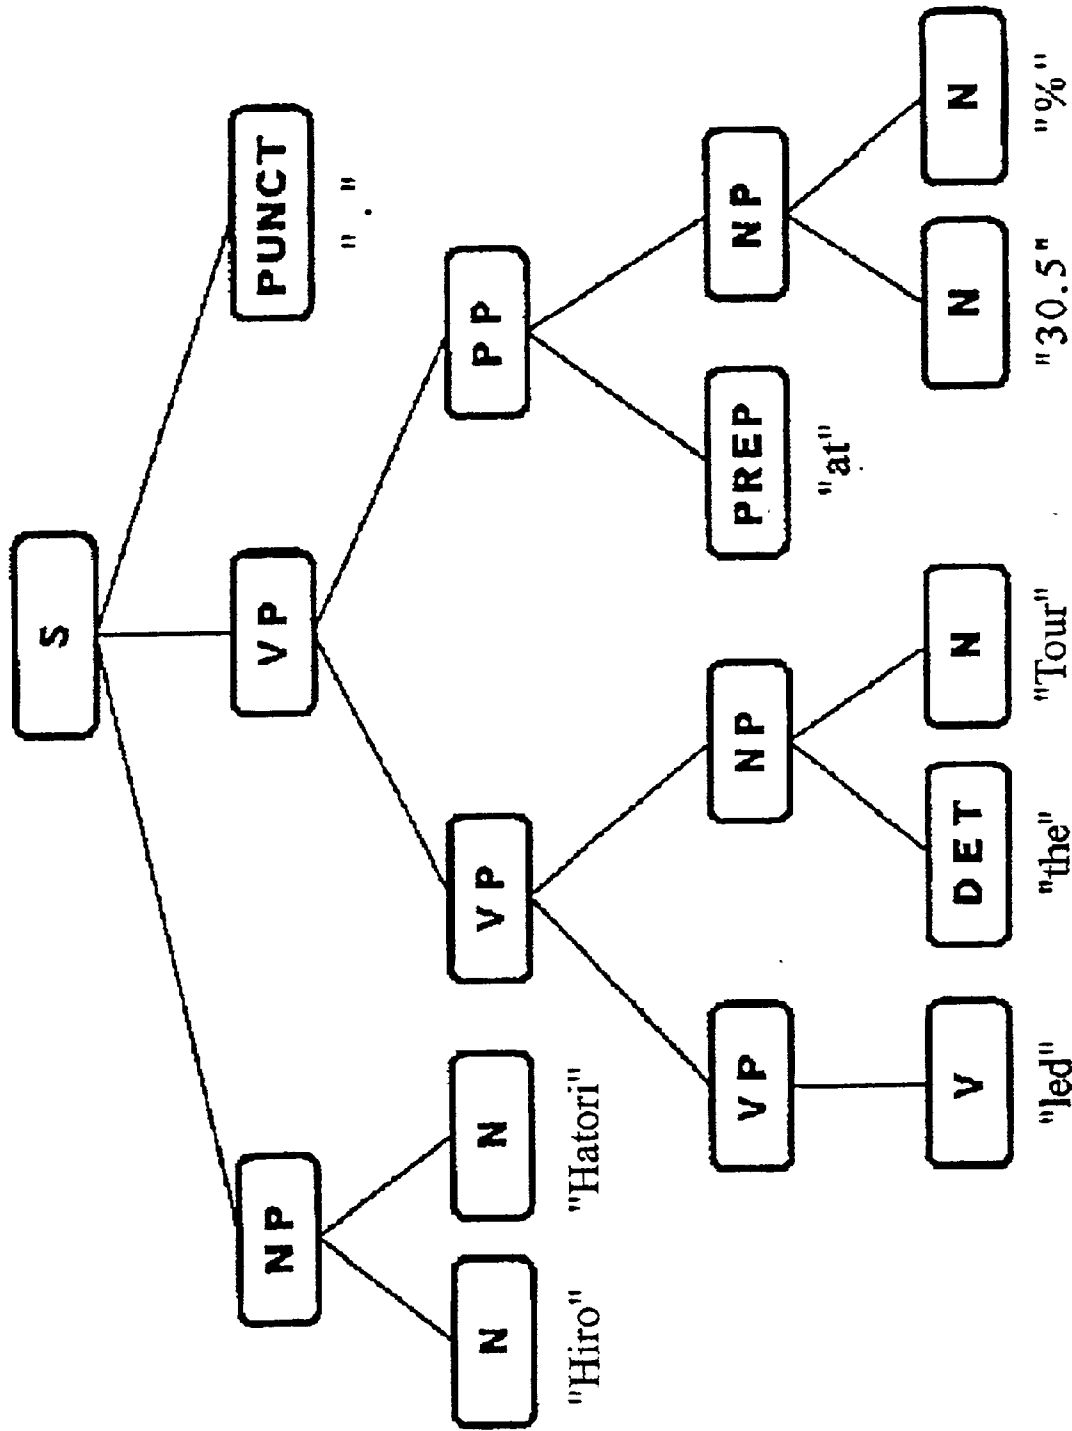 S
NP VP PUNCT
"."
N N VP PP
"Hiro" "Hatori"
VP NP PREP NP
"at"
V DET N N N
"led" "the" "Tour" "30.5" "%"